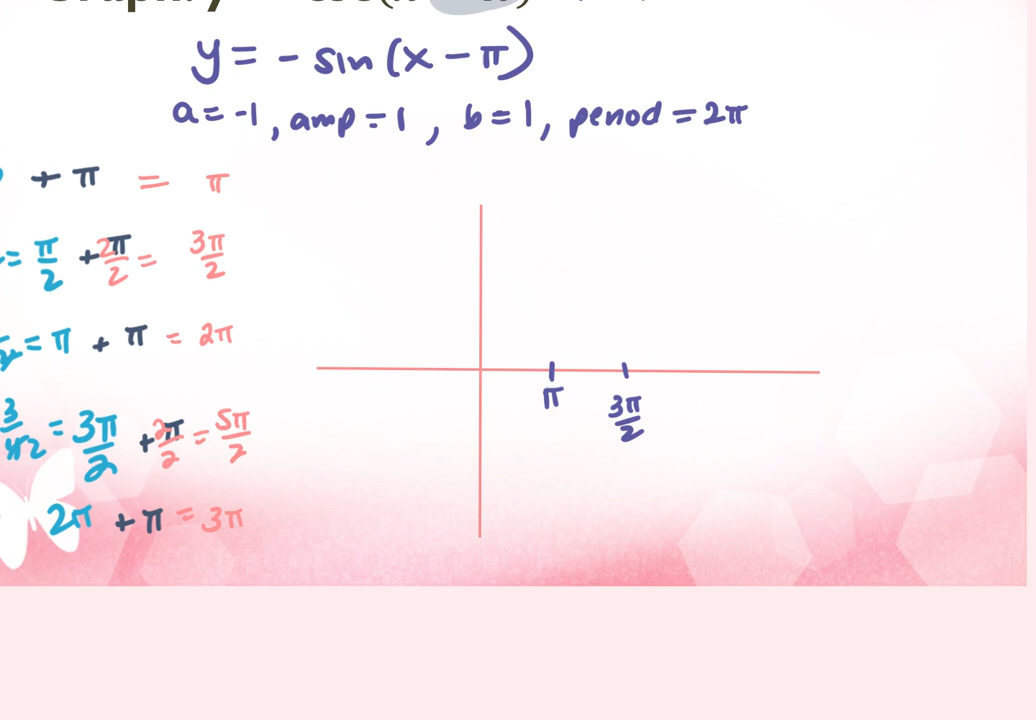 y = - sin (x - π)
a = -1, amp = 1, b = 1, period = 2π
+ π = π
= π/2 + 2π/2 = 3π/2
= π + π = 2π
= 3π/2 + 2π/2 = 5π/2
2π + π = 3π
π
3π/2